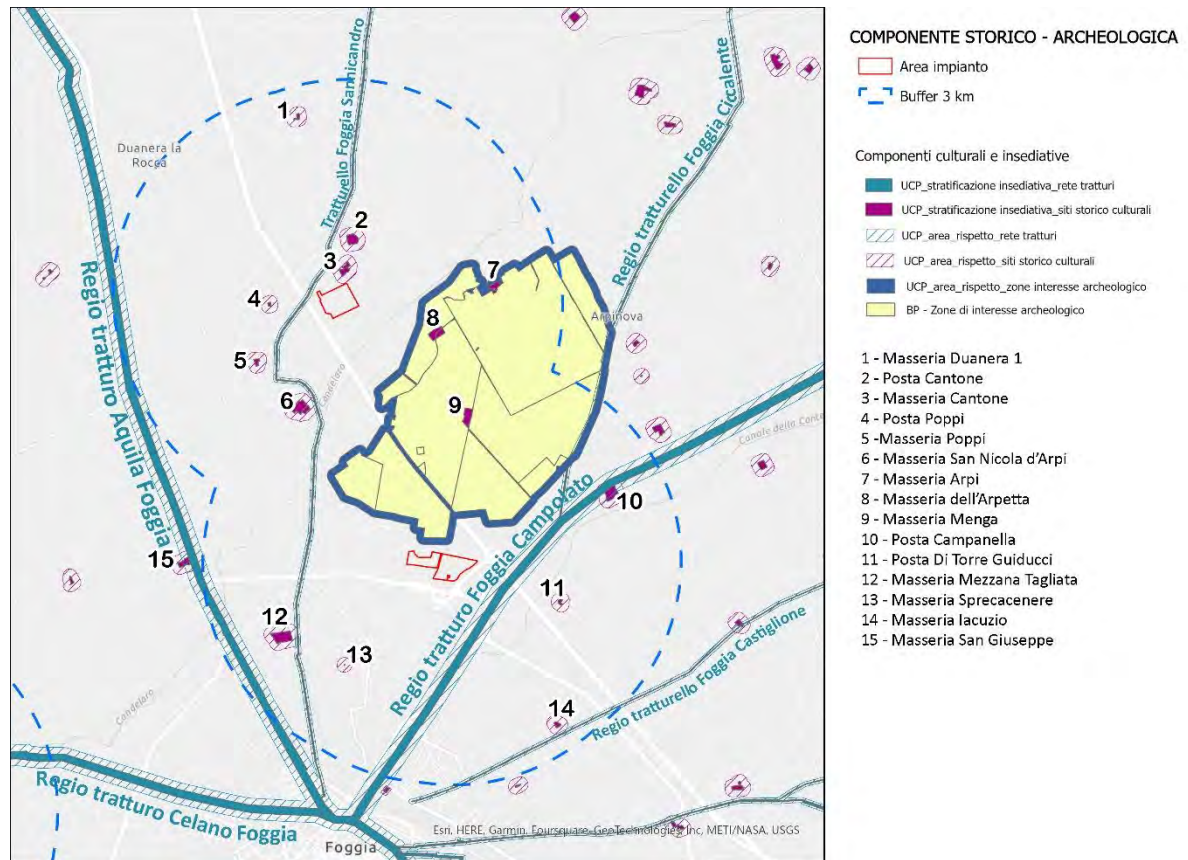 1
Duanera la
Rocca
Tratturello Foggia Sannicandro
Regio tratturello Foggia Ciccalente
2
3
4
5
6
7
8
9
Arpinova
Candelaro
Regio tratturo Aquila Foggia
Regio tratturo Foggia Campolato
10
11
12
13
14
15
Candelaro
Regio tratturello Foggia Castiglione
Regio tratturo Celano Foggia
Foggia
Esri, HERE, Garmin, Foursquare, GeoTechnologies, Inc, METI/NASA, USGS
COMPONENTE STORICO - ARCHEOLOGICA
Area impianto
Buffer 3 km
Componenti culturali e insediative
UCP_stratificazione insediativa_rete tratturi
UCP_stratificazione insediativa_siti storico culturali
UCP_area_rispetto_rete tratturi
UCP_area_rispetto_siti storico culturali
UCP_area_rispetto_zone interesse archeologico
BP - Zone di interesse archeologico
1 - Masseria Duanera 1
2 - Posta Cantone
3 - Masseria Cantone
4 - Posta Poppi
5 -Masseria Poppi
6 - Masseria San Nicola d'Arpi
7 - Masseria Arpi
8 - Masseria dell'Arpetta
9 - Masseria Menga
10 - Posta Campanella
11 - Posta Di Torre Guiducci
12 - Masseria Mezzana Tagliata
13 - Masseria Sprecacenere
14 - Masseria Iacuzio
15 - Masseria San Giuseppe